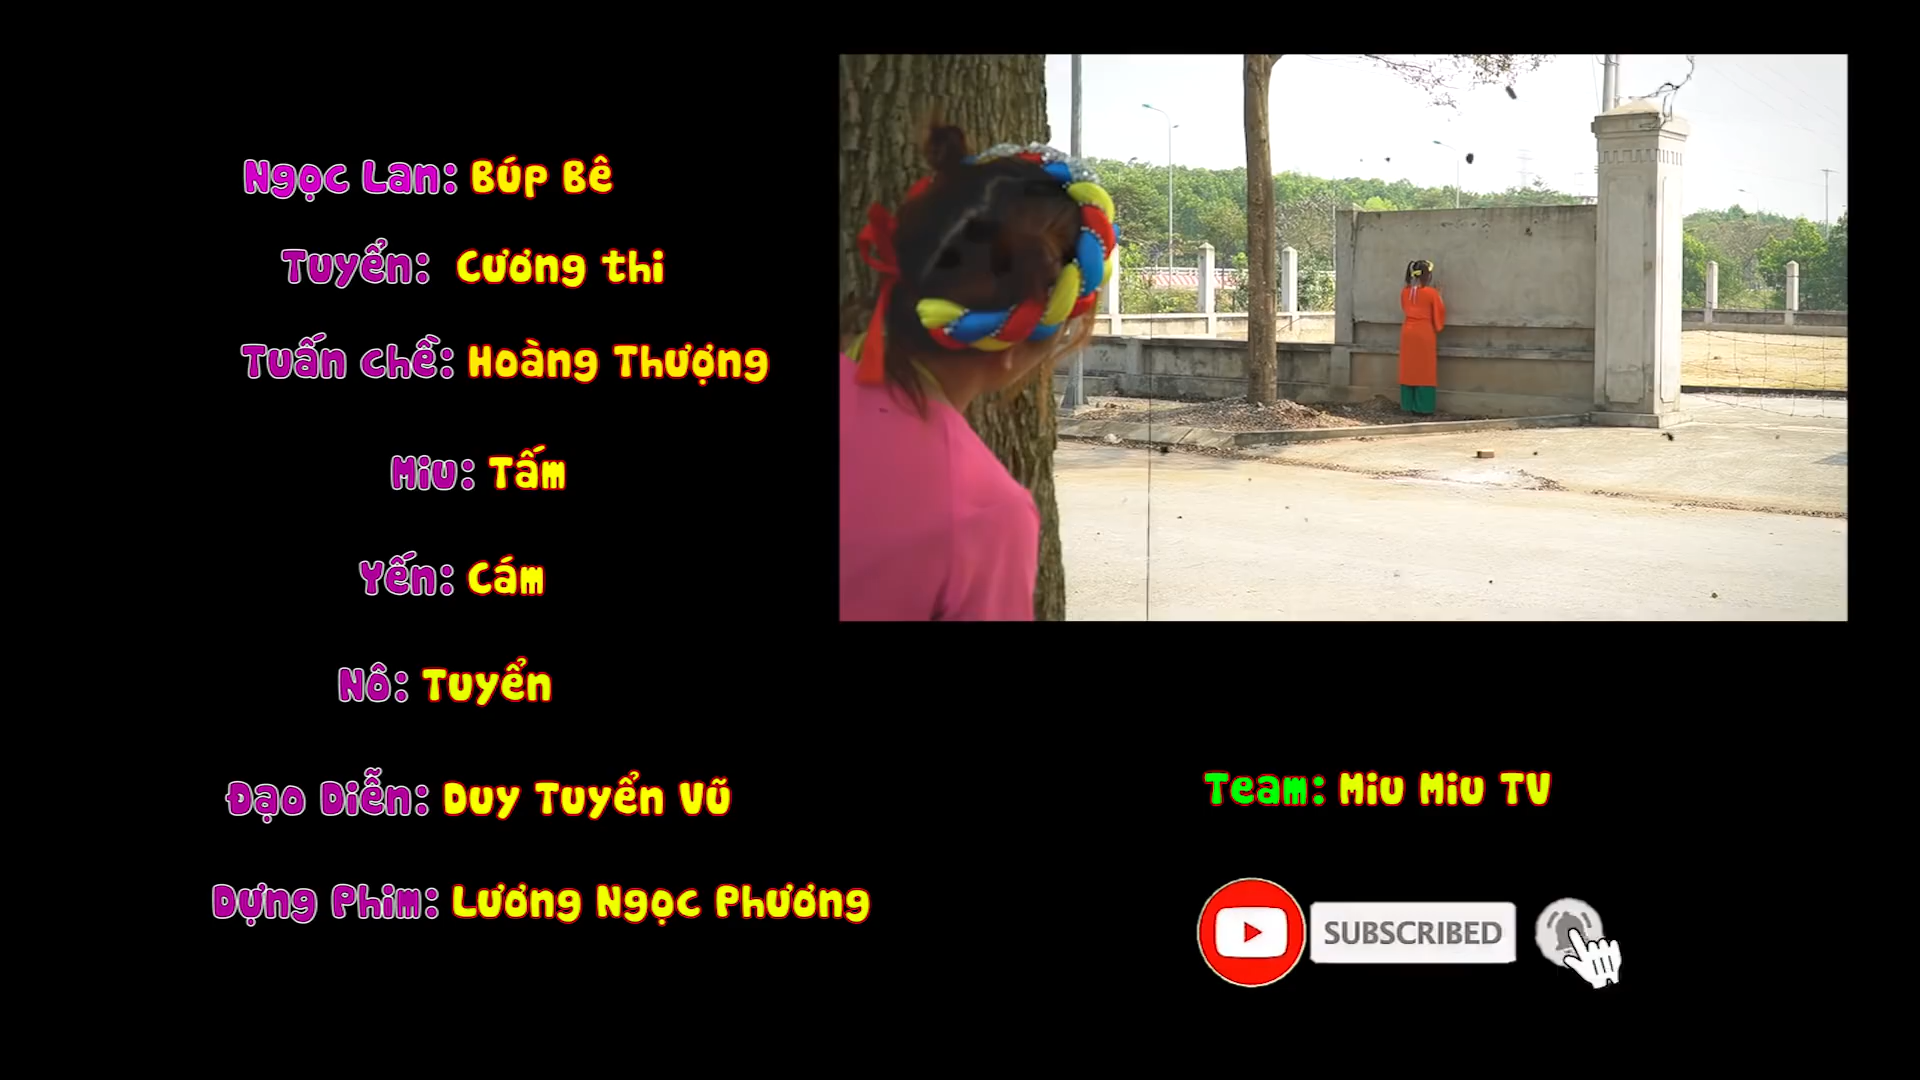 Ngọc Lan: Búp Bê
Tuyển: Cương thi
Tuấn chề: Hoàng Thượng
Miu: Tấm
Yến: Cám
Nô: Tuyển
Đạo Diễn: Duy Tuyển Vũ
Dựng Phim: Lương Ngọc Phương
Team: Miu Miu TV
SUBSCRIBED